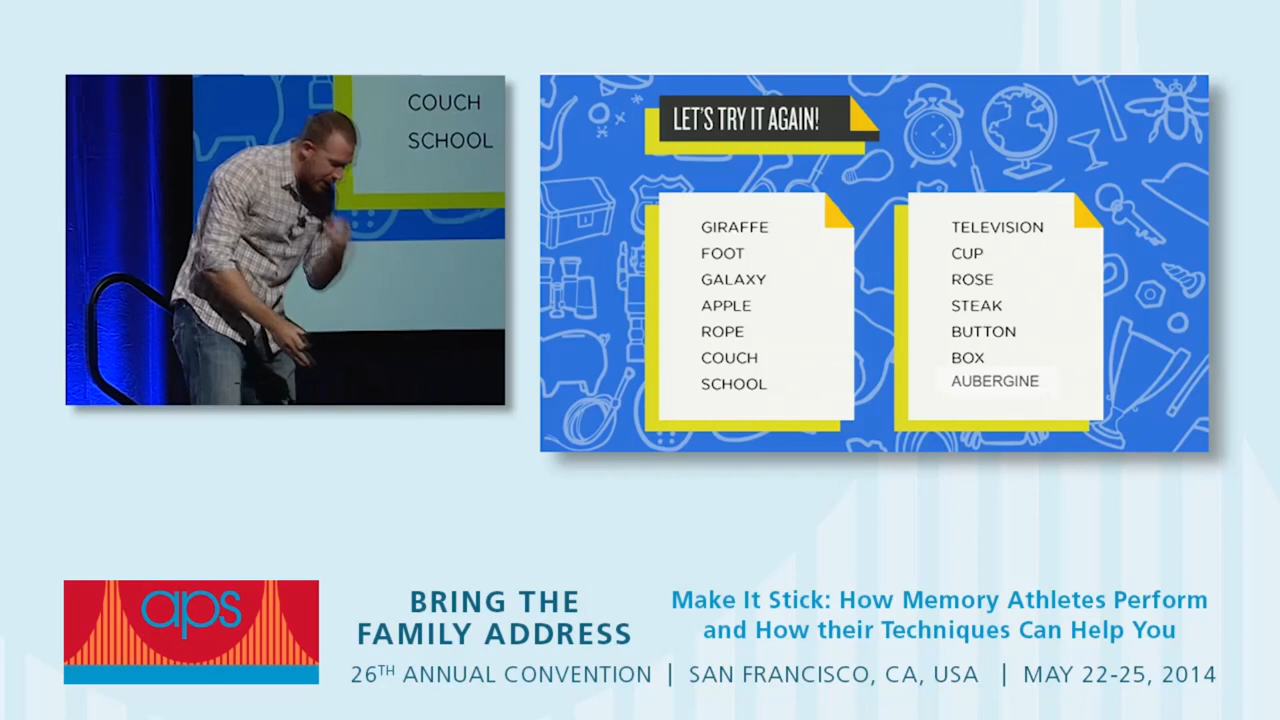 COUCH
SCHOOL
LET'S TRY IT AGAIN!
GIRAFFE
FOOT
GALAXY
APPLE
ROPE
COUCH
SCHOOL
TELEVISION
CUP
ROSE
STEAK
BUTTON
BOX
AUBERGINE
aps
BRING THE
FAMILY ADDRESS
Make It Stick: How Memory Athletes Perform
and How their Techniques Can Help You
26TH ANNUAL CONVENTION | SAN FRANCISCO, CA, USA | MAY 22-25, 2014